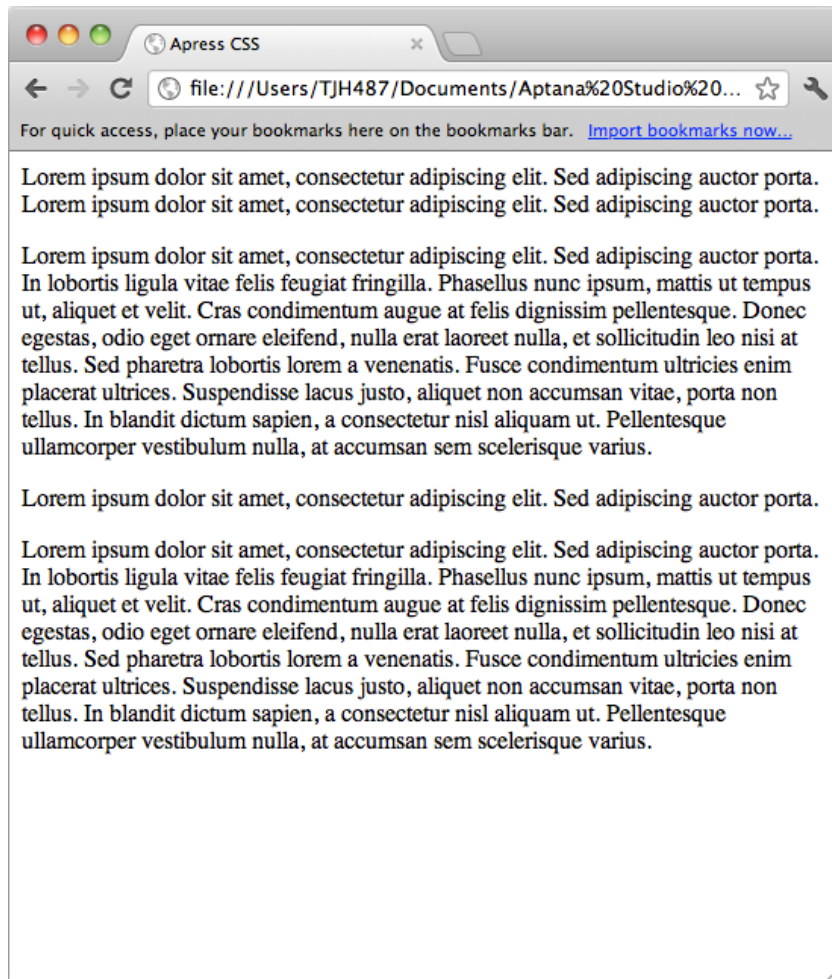 Apress CSS
file:///Users/TJH487/Documents/Aptana%20Studio%20...
For quick access, place your bookmarks here on the bookmarks bar. Import bookmarks now...
Lorem ipsum dolor sit amet, consectetur adipiscing elit. Sed adipiscing auctor porta.
Lorem ipsum dolor sit amet, consectetur adipiscing elit. Sed adipiscing auctor porta.
Lorem ipsum dolor sit amet, consectetur adipiscing elit. Sed adipiscing auctor porta.
In lobortis ligula vitae felis feugiat fringilla. Phasellus nunc ipsum, mattis ut tempus
ut, aliquet et velit. Cras condimentum augue at felis dignissim pellentesque. Donec
egestas, odio eget ornare eleifend, nulla erat laoreet nulla, et sollicitudin leo nisi at
tellus. Sed pharetra lobortis lorem a venenatis. Fusce condimentum ultricies enim
placerat ultrices. Suspendisse lacus justo, aliquet non accumsan vitae, porta non
tellus. In blandit dictum sapien, a consectetur nisl aliquam ut. Pellentesque
ullamcorper vestibulum nulla, at accumsan sem scelerisque varius.
Lorem ipsum dolor sit amet, consectetur adipiscing elit. Sed adipiscing auctor porta.
Lorem ipsum dolor sit amet, consectetur adipiscing elit. Sed adipiscing auctor porta.
In lobortis ligula vitae felis feugiat fringilla. Phasellus nunc ipsum, mattis ut tempus
ut, aliquet et velit. Cras condimentum augue at felis dignissim pellentesque. Donec
egestas, odio eget ornare eleifend, nulla erat laoreet nulla, et sollicitudin leo nisi at
tellus. Sed pharetra lobortis lorem a venenatis. Fusce condimentum ultricies enim
placerat ultrices. Suspendisse lacus justo, aliquet non accumsan vitae, porta non
tellus. In blandit dictum sapien, a consectetur nisl aliquam ut. Pellentesque
ullamcorper vestibulum nulla, at accumsan sem scelerisque varius.